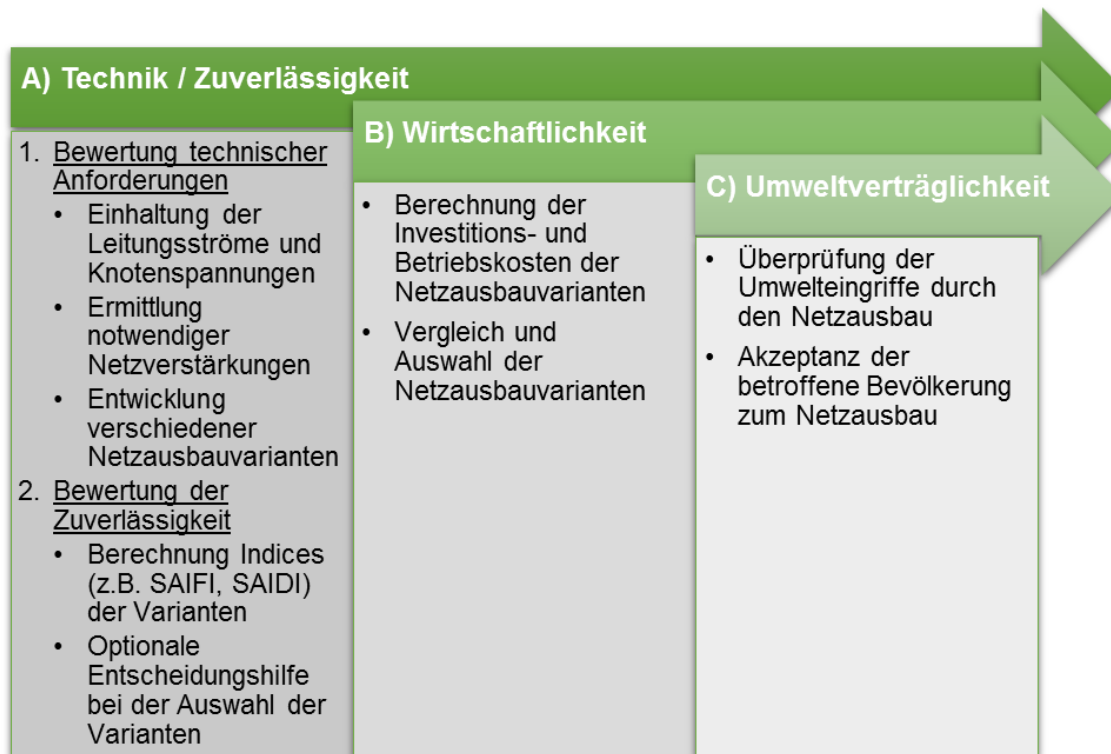 A) Technik / Zuverlässigkeit
1. Bewertung technischer
Anforderungen
• Einhaltung der
Leitungsströme und
Knotenspannungen
• Ermittlung
notwendiger
Netzverstärkungen
• Entwicklung
verschiedener
Netzausbauvarianten
2. Bewertung der
Zuverlässigkeit
• Berechnung Indices
(z.B. SAIFI, SAIDI)
der Varianten
• Optionale
Entscheidungshilfe
bei der Auswahl der
Varianten
B) Wirtschaftlichkeit
• Berechnung der
Investitions- und
Betriebskosten der
Netzausbauvarianten
• Vergleich und
Auswahl der
Netzausbauvarianten
C) Umweltverträglichkeit
• Überprüfung der
Umwelteingriffe durch
den Netzausbau
• Akzeptanz der
betroffene Bevölkerung
zum Netzausbau